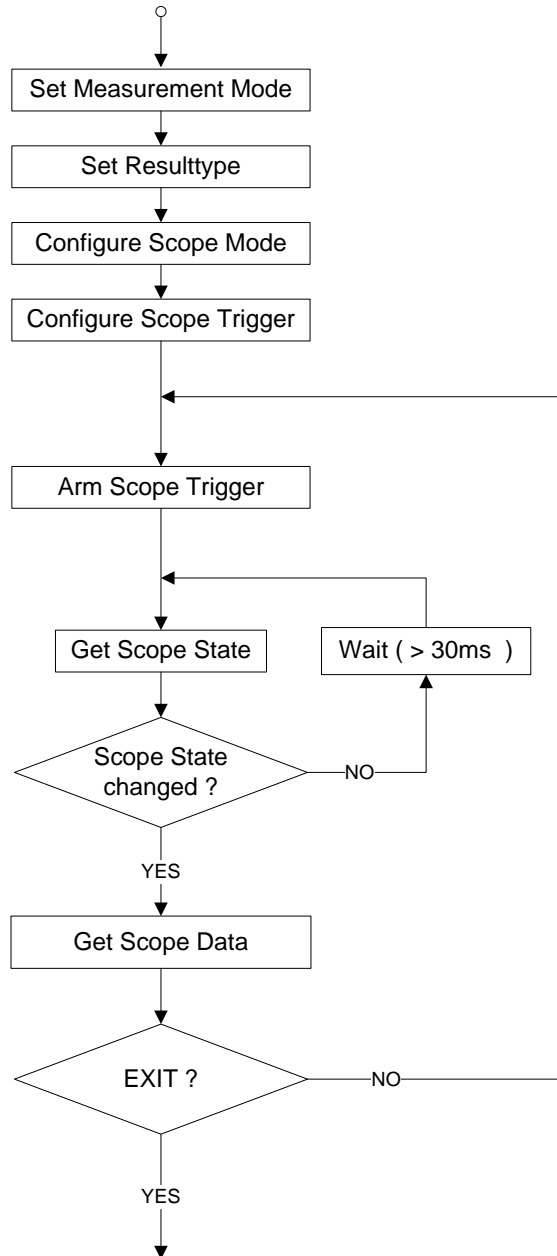 Set Measurement Mode
Set Resulttype
Configure Scope Mode
Configure Scope Trigger
Arm Scope Trigger
Get Scope State
Wait ( > 30ms )
Scope State
changed ?
NO
YES
Get Scope Data
EXIT ?
NO
YES